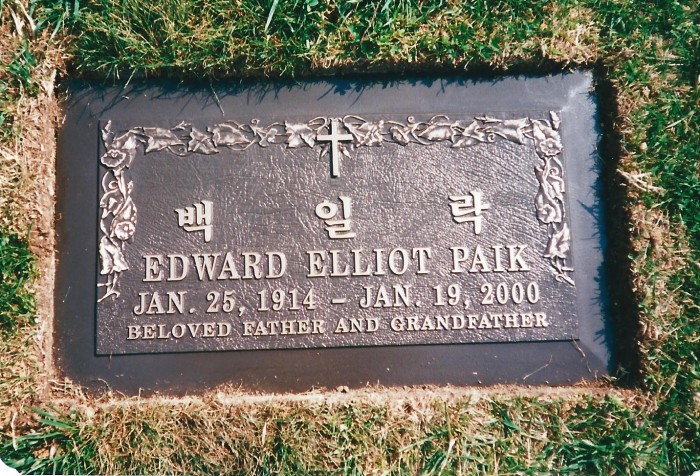 백 일 락
EDWARD ELLIOT PAIK
JAN. 25, 1914 – JAN. 19, 2000
BELOVED FATHER AND GRANDFATHER